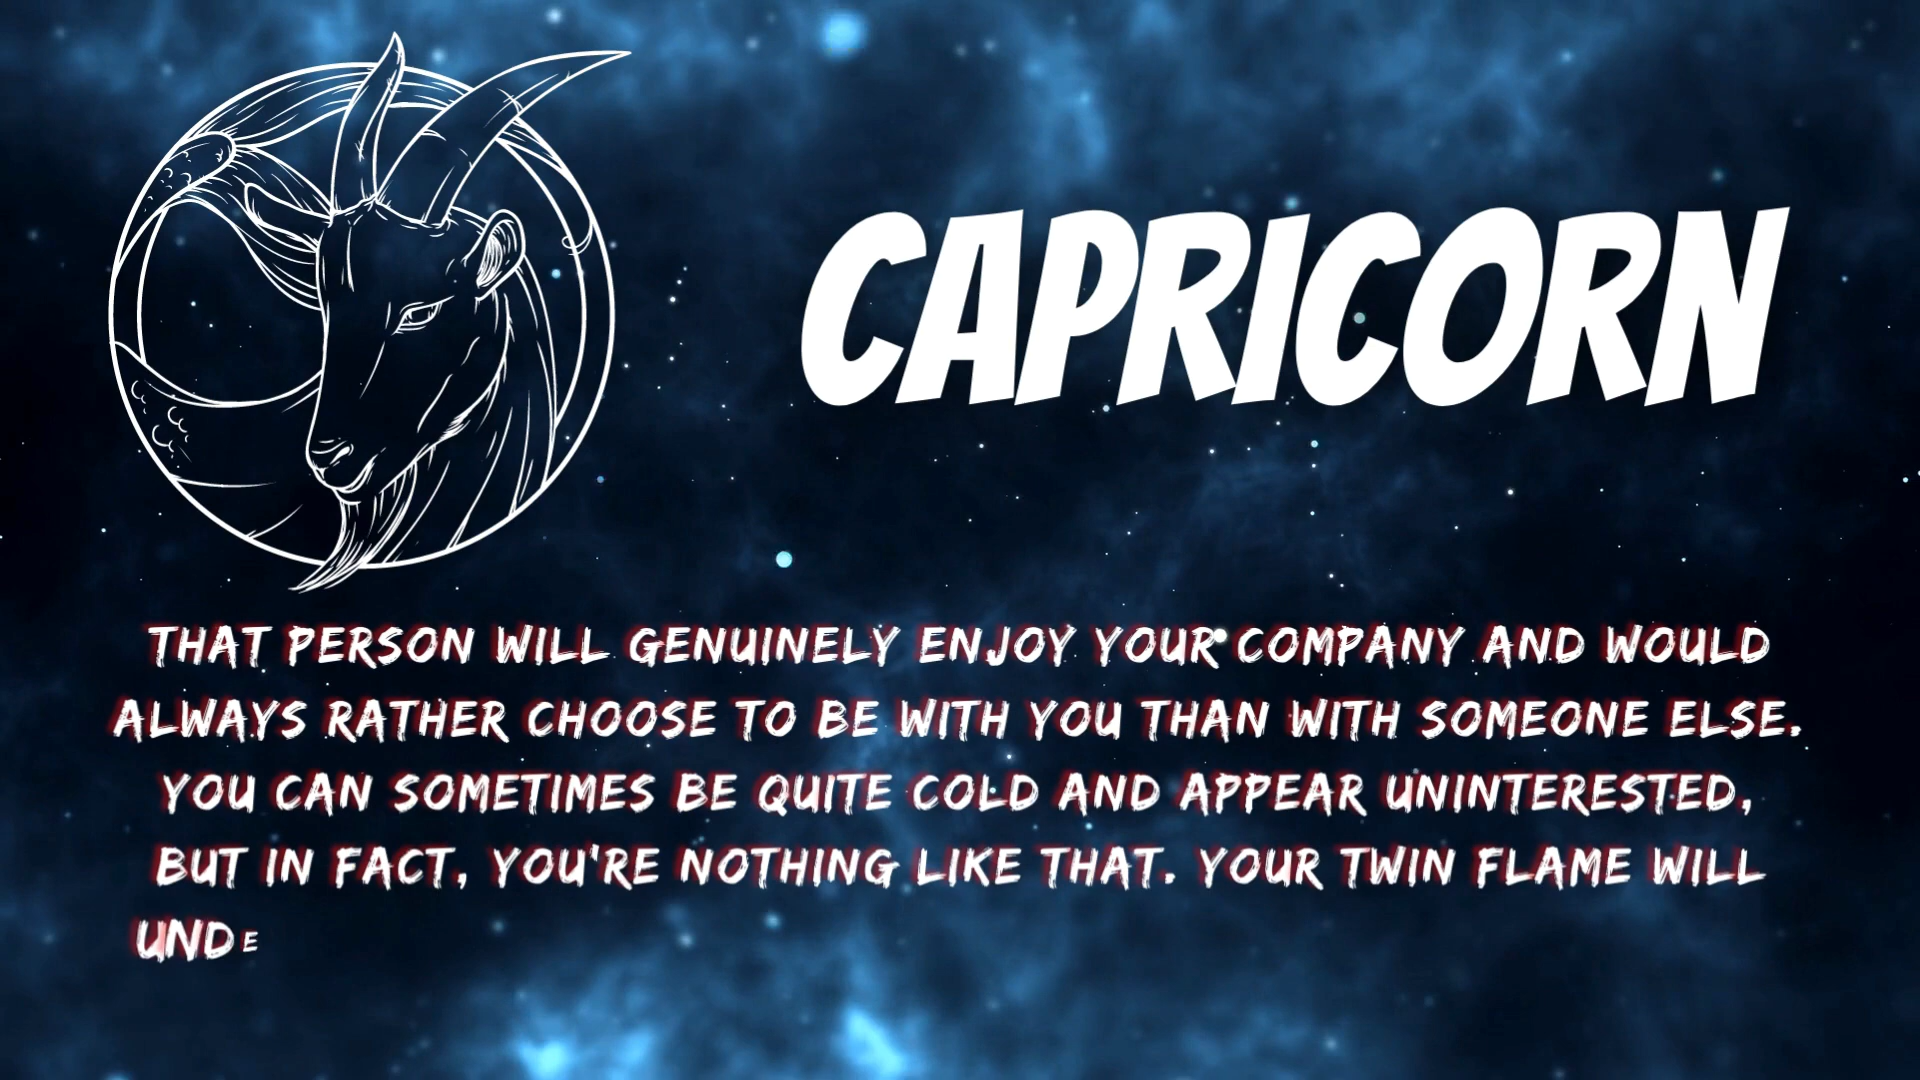 CAPRICORN
THAT PERSON WILL GENUINELY ENJOY YOUR COMPANY AND WOULD
ALWAYS RATHER CHOOSE TO BE WITH YOU THAN WITH SOMEONE ELSE.
YOU CAN SOMETIMES BE QUITE COLD AND APPEAR UNINTERESTED,
BUT IN FACT, YOU'RE NOTHING LIKE THAT. YOUR TWIN FLAME WILL
UNDE